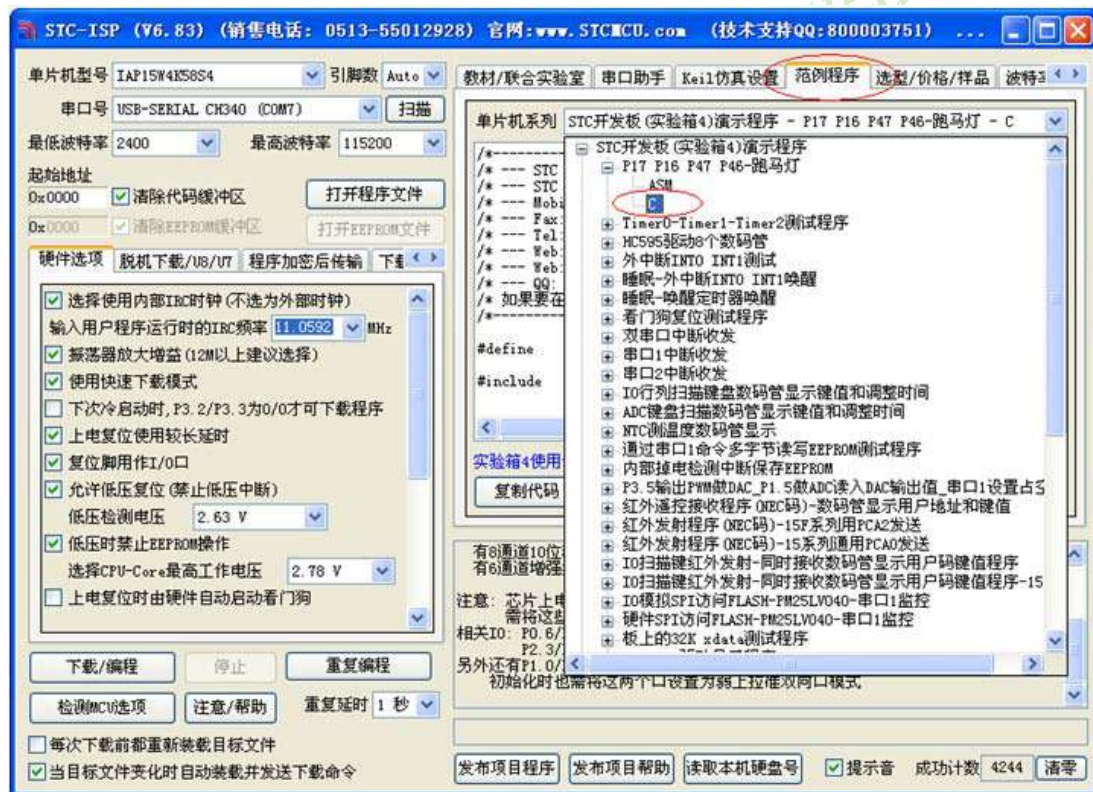 STC-ISP (V6.83) (销售电话: 0513-55012928) 官网:www.STCMCU.com (技术支持QQ:800003751) ...
单片机型号 IAP15W4K58S4 引脚数 Auto
串口号 USB-SERIAL CH340 (COM7) 扫描
最低波特率 2400 最高波特率 115200
起始地址
0x0000 清除代码缓冲区 打开程序文件
0x0000 清除EEPROM缓冲区 打开EEPROM文件
硬件选项 脱机下载/U8/U7 程序加密后传输
选择使用内部IRC时钟(不选为外部时钟)
输入用户程序运行时的IRC频率 11.0592 MHz
振荡器放大增益(12M以上建议选择)
使用快速下载模式
下次冷启动时,P3.2/P3.3为0/0才可下载程序
上电复位使用较长延时
复位脚用作I/O口
允许低压复位(禁止低压中断)
低压检测电压 2.63 V
低压时禁止EEPROM操作
选择CPU-Core最高工作电压 2.78 V
上电复位时由硬件自动启动看门狗
下载/编程 停止 重复编程
检测MCU选项 注意/帮助 重复延时 1 秒
每次下载前都重新装载目标文件
当目标文件变化时自动装载并发送下载命令
教材/联合实验室 串口助手 Keil仿真设置 范例程序 选型/价格/样品 波特率
单片机系列 STC开发板(实验箱4)演示程序 - P17 P16 P47 P46-跑马灯 - C
/*---------
/* --- STC
/* --- STC
/* --- Mobi
/* --- Fax:
/* --- Tel:
/* --- Web:
/* --- Web:
/* --- QQ:
/* 如果要在
/*---------
#define
#include
实验箱4使用
复制代码
STC开发板(实验箱4)演示程序
P17 P16 P47 P46-跑马灯
ASM
C
Timer0-Timer1-Timer2测试程序
HC595驱动8个数码管
外中断INT0 INT1测试
睡眠-外中断INT0 INT1唤醒
睡眠-唤醒定时器唤醒
看门狗复位测试程序
双串口中断收发
串口1中断收发
串口2中断收发
IO行列扫描键盘数码管显示键值和调整时间
ADC键盘扫描数码管显示键值和调整时间
NTC测温度数码管显示
通过串口1命令多字节读写EEPROM测试程序
内部掉电检测中断保存EEPROM
P3.5输出PWM做DAC_P1.5做ADC读入DAC输出值_串口1设置占空
红外遥控接收程序(NEC码)-数码管显示用户地址和键值
红外发射程序(NEC码)-15F系列用PCA2发送
红外发射程序(NEC码)-15系列通用PCA0发送
IO扫描键红外发射-同时接收数码管显示用户码键值程序
IO扫描键红外发射-同时接收数码管显示用户码键值程序-15
IO模拟SPI访问FLASH-PM25LV040-串口1监控
硬件SPI访问FLASH-PM25LV040-串口1监控
板上的32K xdata测试程序
有8通道10位
有6通道增强
注意: 芯片上电
需将这些
相关IO: P0.6/
P2.3/
另外还有P1.0/
初始化时也需将这两个口设置为弱上拉准双向口模式
发布项目程序 发布项目帮助 读取本机硬盘号 提示音 成功计数 4244 清零